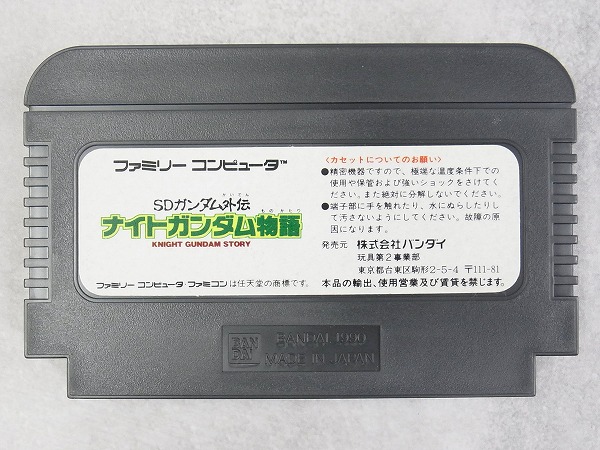 ファミリー コンピュータ™
SDガンダム外伝
がいでん
ナイトガンダム物語
ものがたり
KNIGHT GUNDAM STORY
ファミリー コンピュータ・ファミコンは任天堂の商標です。
〈カセットについてのお願い〉
●精密機器ですので、極端な温度条件下での
使用や保管および強いショックをさけてく
ださい。また絶対に分解しないでください。
●端子部に手を触れたり、水にぬらしたりし
て汚さないようにしてください。故障の原
因になります。
発売元 株式会社バンダイ
玩具第2事業部
東京都台東区駒形2-5-4 〒111-81
本品の輸出、使用営業及び賃貸を禁じます。
BAN
DAI
BANDAI 1990
MADE IN JAPAN